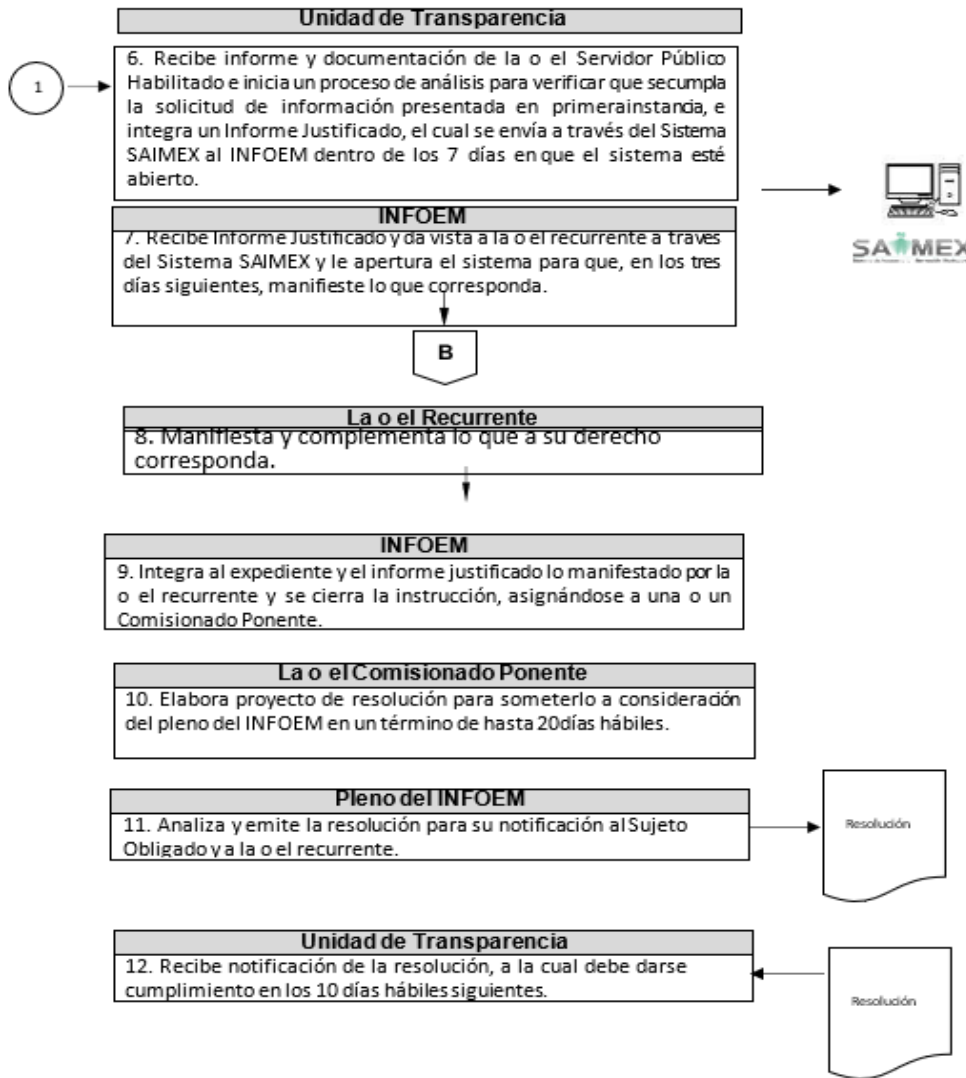 Unidad de Transparencia
1
6. Recibe informe y documentación de la o el Servidor Público
Habilitado e inicia un proceso de análisis para verificar que secumpla
la solicitud de información presentada en primerainstancia, e
integra un Informe Justificado, el cual se envía a través del Sistema
SAIMEX al INFOEM dentro de los 7 días en que el sistema esté
abierto.
SAIMEX
INFOEM
7. Recibe Informe Justificado y da vista a la o el recurrente a través
del Sistema SAIMEX y le apertura el sistema para que, en los tres
días siguientes, manifieste lo que corresponda.
B
La o el Recurrente
8. Manifiesta y complementa lo que a su derecho
corresponda.
INFOEM
9. Integra al expediente y el informe justificado lo manifestado por la
o el recurrente y se cierra la instrucción, asignándose a una o un
Comisionado Ponente.
La o el Comisionado Ponente
10. Elabora proyecto de resolución para someterlo a consideración
del pleno del INFOEM en un término de hasta 20días hábiles.
Pleno del INFOEM
11. Analiza y emite la resolución para su notificación al Sujeto
Obligado y a la o el recurrente.
Resolución
Unidad de Transparencia
12. Recibe notificación de la resolución, a la cual debe darse
cumplimiento en los 10 días hábiles siguientes.
Resolución